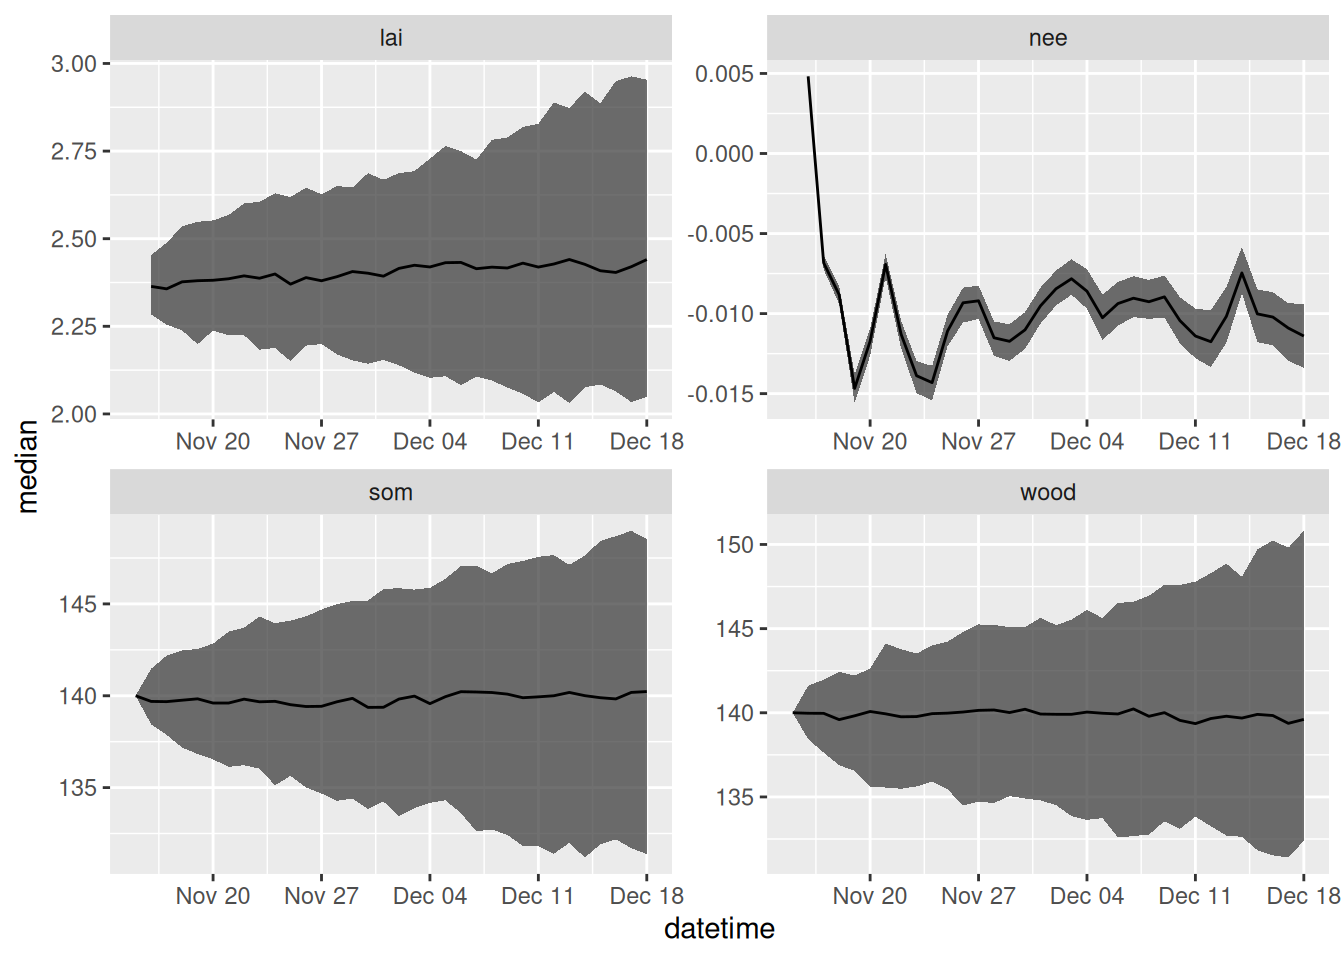 lai
nee
3.00
2.75
2.50
2.25
2.00
0.005
0.000
-0.005
-0.010
-0.015
Nov 20 Nov 27 Dec 04 Dec 11 Dec 18
Nov 20 Nov 27 Dec 04 Dec 11 Dec 18
median
som
wood
145
140
135
150
145
140
135
Nov 20 Nov 27 Dec 04 Dec 11 Dec 18
Nov 20 Nov 27 Dec 04 Dec 11 Dec 18
datetime